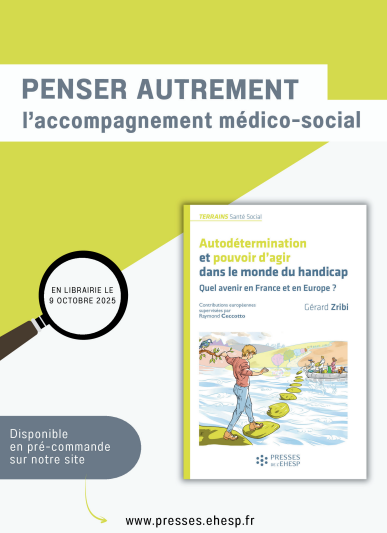 PENSER AUTREMENT
l'accompagnement médico-social
TERRAINS Santé Social
Autodétermination
et pouvoir d'agir
dans le monde du handicap
Quel avenir en France et en Europe ?
Contributions européennes
supervisées par
Raymond Ceccotto
Gérard Zribi
EN LIBRAIRIE LE
9 OCTOBRE 2025
PRESSES
DE L'EHESP
Disponible
en pré-commande
sur notre site
www.presses.ehesp.fr